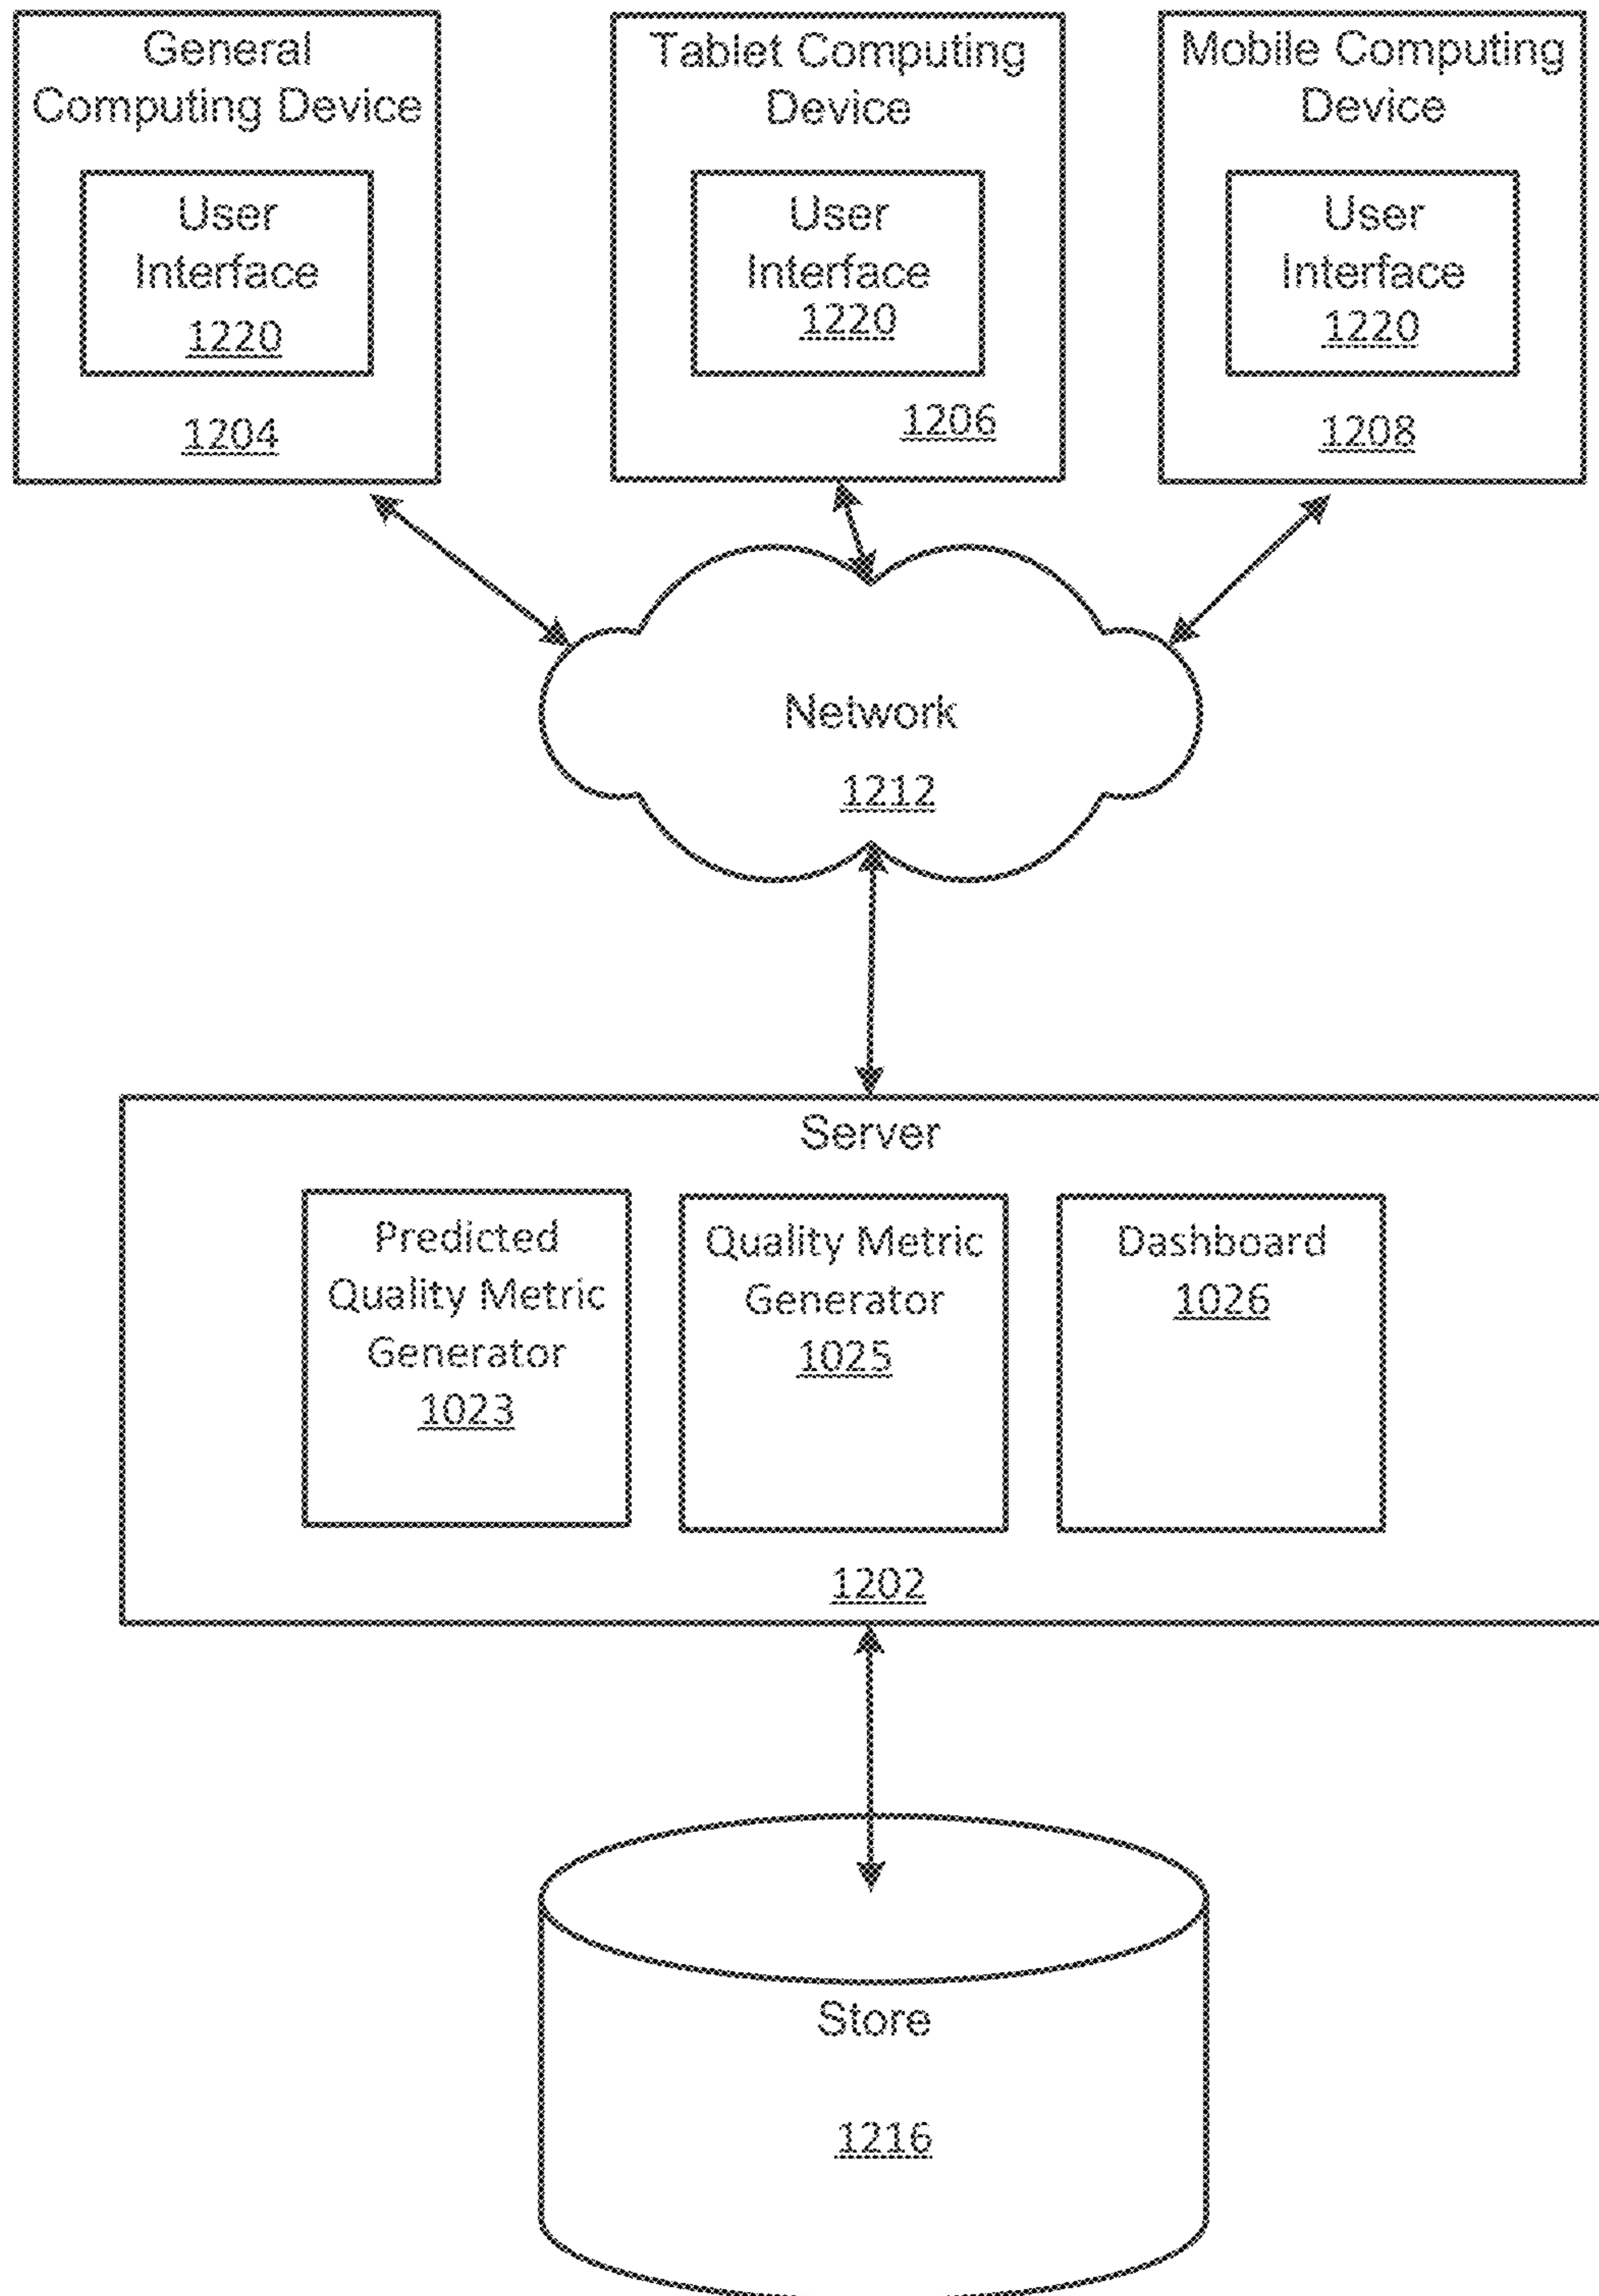 General
Computing Device
User
Interface
1220
1204
Tablet Computing
Device
User
Interface
1220
1206
Mobile Computing
Device
User
Interface
1220
1208
Network
1212
Server
Predicted
Quality Metric
Generator
1023
Quality Metric
Generator
1025
Dashboard
1026
1202
Store
1216